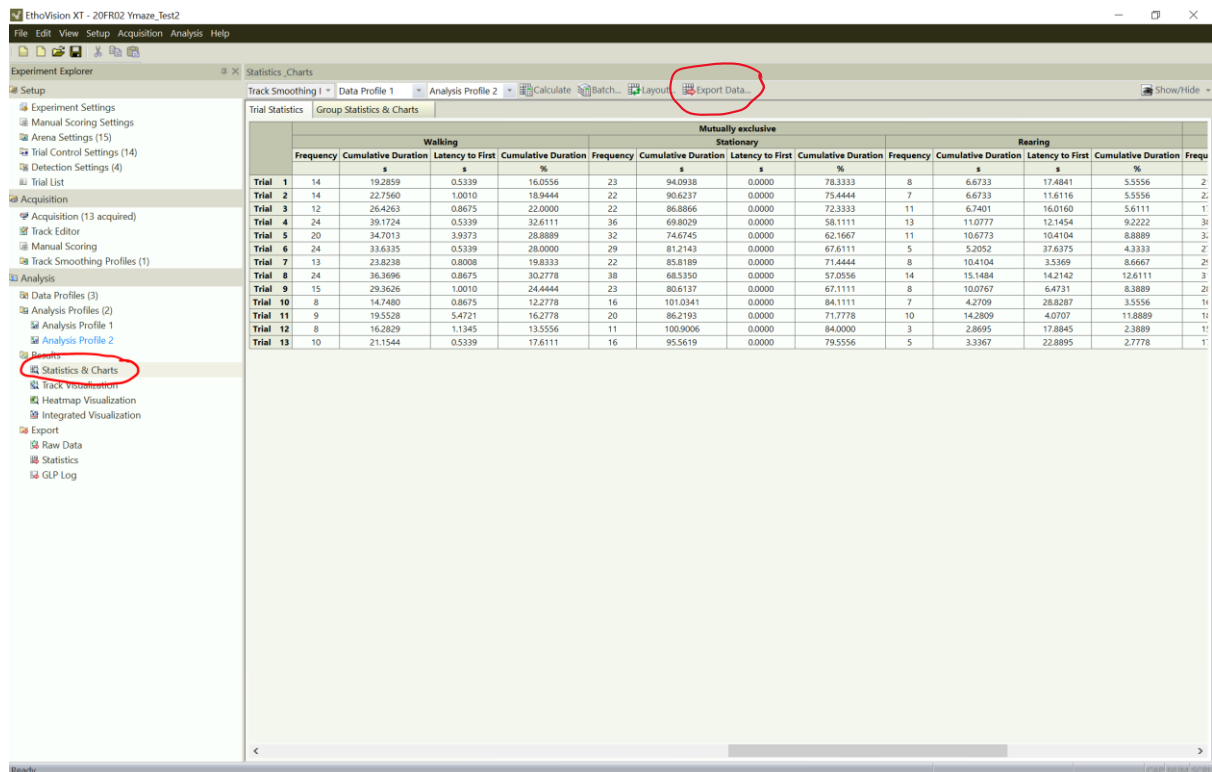 EthoVision XT - 20FR02 Ymaze_Test2
File Edit View Setup Acquisition Analysis Help
Experiment Explorer
Setup
Experiment Settings
Manual Scoring Settings
Arena Settings (15)
Trial Control Settings (14)
Detection Settings (4)
Trial List
Acquisition
Acquisition (13 acquired)
Track Editor
Manual Scoring
Track Smoothing Profiles (1)
Analysis
Data Profiles (3)
Analysis Profiles (2)
Analysis Profile 1
Analysis Profile 2
Results
Statistics & Charts
Track Visualization
Heatmap Visualization
Integrated Visualization
Export
Raw Data
Statistics
GLP Log
Statistics_Charts
Track Smoothing Data Profile 1 Analysis Profile 2 Calculate Batch... Layout... Export Data... Show/Hide
Trial Statistics Group Statistics & Charts
Mutually exclusive
Walking Stationary Rearing
Frequency Cumulative Duration Latency to First Cumulative Duration Frequency Cumulative Duration Latency to First Cumulative Duration Frequency Cumulative Duration Latency to First Cumulative Duration Frequ
s s % s s % s s %
Trial 1 14 19.2859 0.5339 16.0556 23 94.0938 0.0000 78.3333 8 6.6733 17.4841 5.5556
Trial 2 14 22.7560 1.0010 18.9444 22 90.6237 0.0000 75.4444 7 6.6733 11.6116 5.5556
Trial 3 12 26.4263 0.8675 22.0000 22 86.8866 0.0000 72.3333 11 6.7401 16.0160 5.6111
Trial 4 24 39.1724 0.5339 32.6111 36 69.8029 0.0000 58.1111 13 11.0777 12.1454 9.2222
Trial 5 20 34.7013 3.9373 28.8889 32 74.6745 0.0000 62.1667 11 10.6773 10.4104 8.8889
Trial 6 24 33.6335 0.5339 28.0000 29 81.2143 0.0000 67.6111 5 5.2052 37.6375 4.3333
Trial 7 13 23.8238 0.8008 19.8333 22 85.8189 0.0000 71.4444 8 10.4104 3.5369 8.6667
Trial 8 24 36.3696 0.8675 30.2778 38 68.5350 0.0000 57.0556 14 15.1484 14.2142 12.6111
Trial 9 15 29.3626 1.0010 24.4444 23 80.6137 0.0000 67.1111 8 10.0767 6.4731 8.3889
Trial 10 8 14.7480 0.8675 12.2778 16 101.0341 0.0000 84.1111 7 4.2709 28.8287 3.5556
Trial 11 9 19.5528 5.4721 16.2778 20 86.2193 0.0000 71.7778 10 14.2809 4.0707 11.8889
Trial 12 8 16.2829 1.1345 13.5556 11 100.9006 0.0000 84.0000 3 2.8695 17.8845 2.3889
Trial 13 10 21.1544 0.5339 17.6111 16 95.5619 0.0000 79.5556 5 3.3367 22.8895 2.7778
Ready